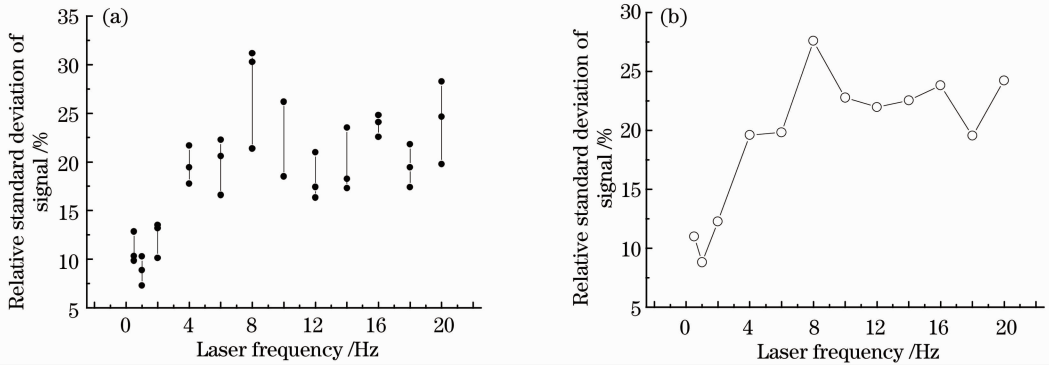 (a)
35
30
25
20
15
10
5
Relative standard deviation of
signal /%
0 4 8 12 16 20
Laser frequency /Hz
(b)
30
25
20
15
10
5
Relative standard deviation of
signal /%
0 4 8 12 16 20
Laser frequency /Hz